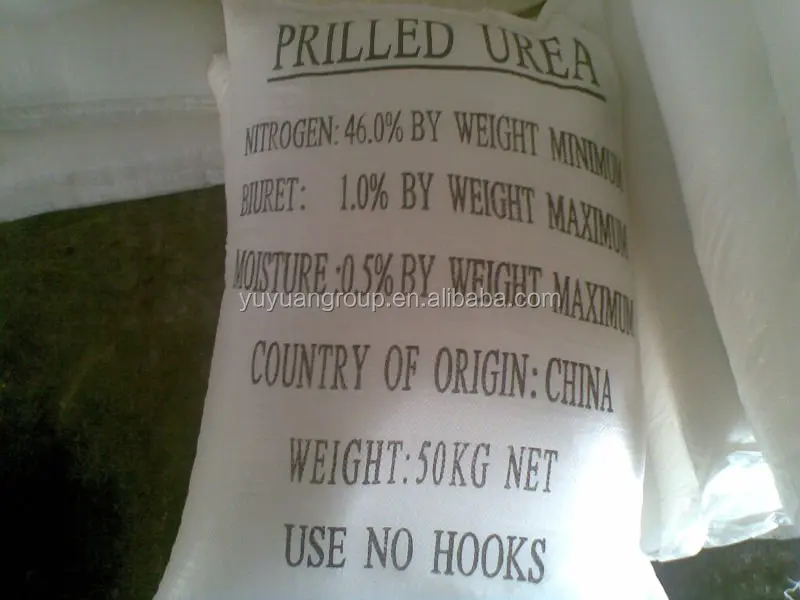 PRILLED UREA
NITROGEN: 46.0% BY WEIGHT MINIMUM
BIURET: 1.0% BY WEIGHT MAXIMUM
MOISTURE :0.5% BY WEIGHT MAXIMUM
yuyuangroup.en.alibaba.com
COUNTRY OF ORIGIN: CHINA
WEIGHT: 50KG NET
USE NO HOOKS